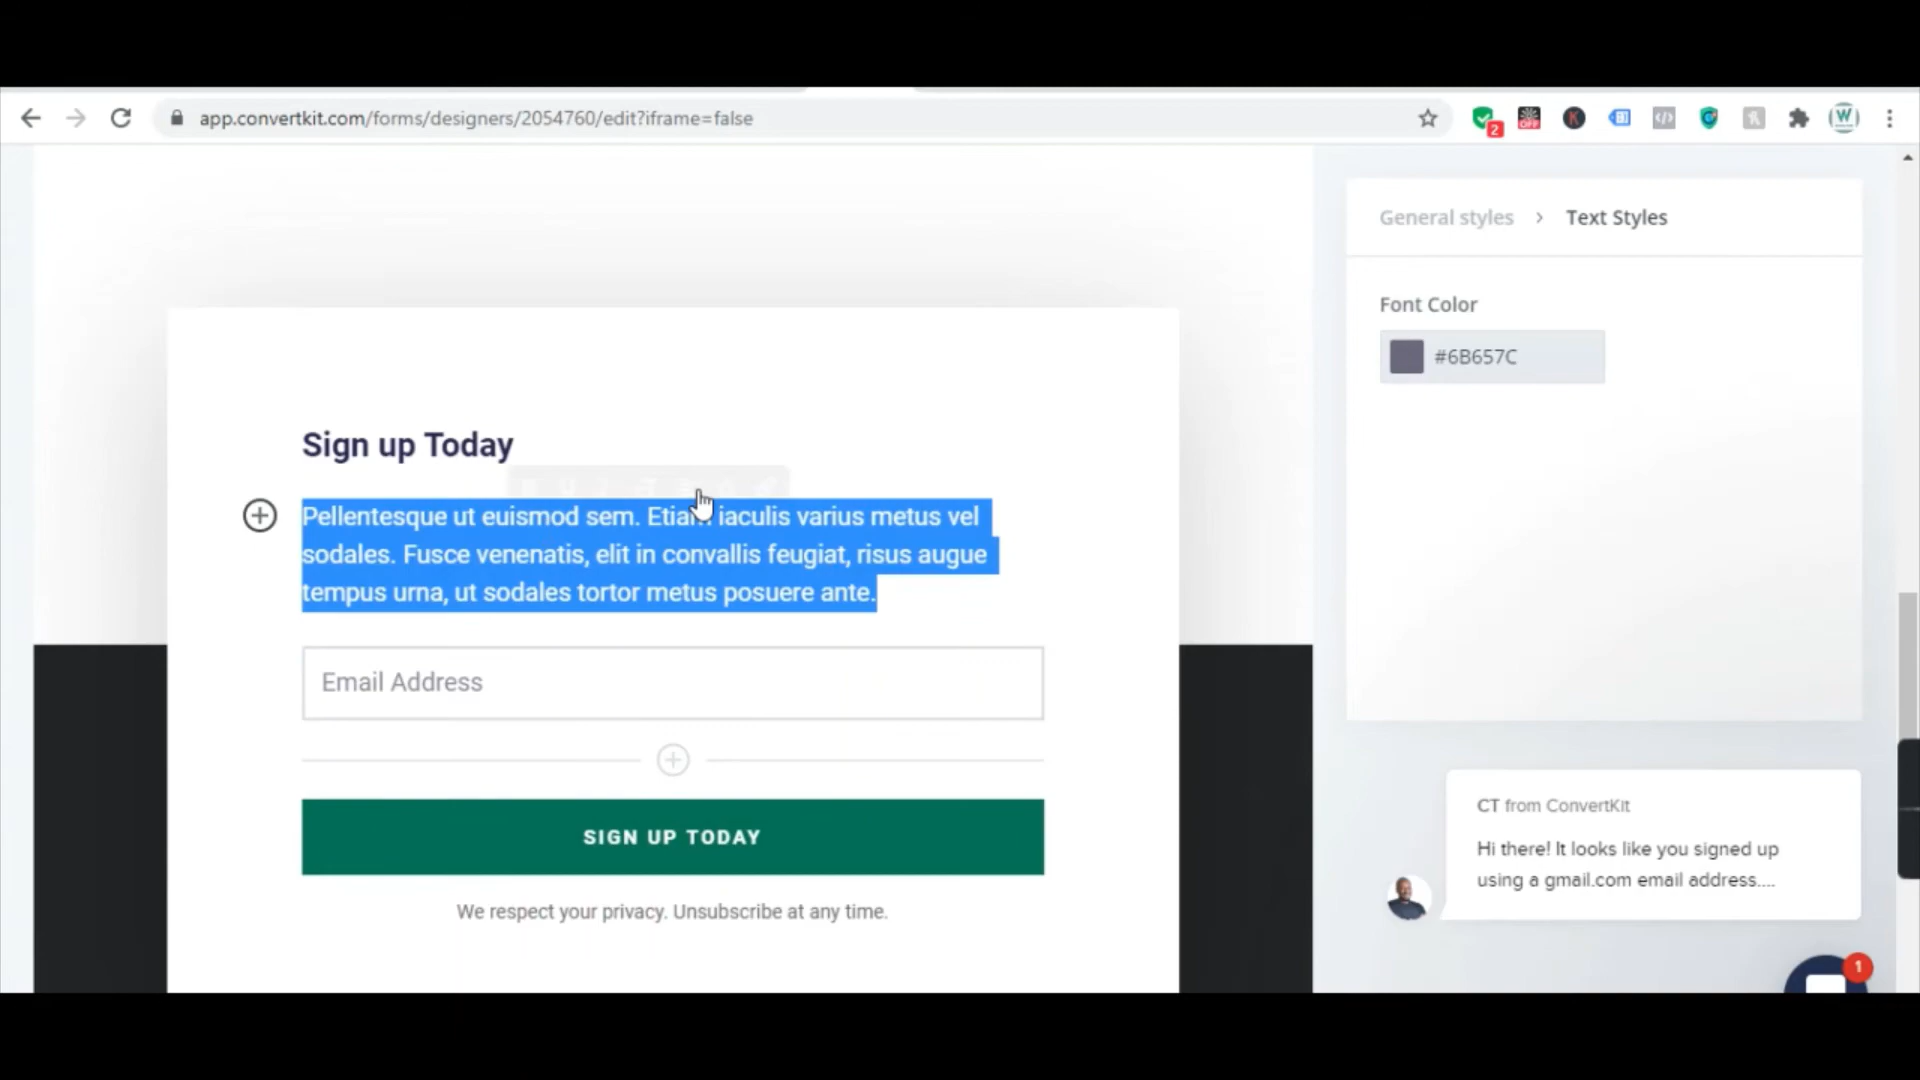 app.convertkit.com/forms/designers/2054760/edit?iframe=false
2
OFF
K
W
General styles > Text Styles
Font Color
#6B657C
Sign up Today
Pellentesque ut euismod sem. Etiam iaculis varius metus vel
sodales. Fusce venenatis, elit in convallis feugiat, risus augue
tempus urna, ut sodales tortor metus posuere ante.
Email Address
SIGN UP TODAY
We respect your privacy. Unsubscribe at any time.
CT from ConvertKit
Hi there! It looks like you signed up
using a gmail.com email address....
1